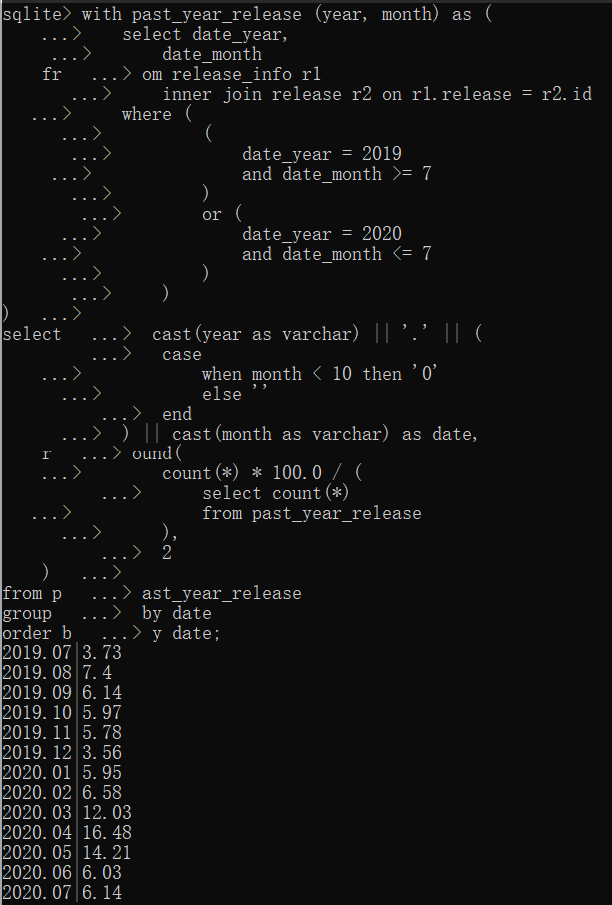 sqlite> with past_year_release (year, month) as (
    ...>    select date_year,
     ...>       date_month
    fr   ...> om release_info r1
       ...>     inner join release r2 on r1.release = r2.id
   ...>     where (
      ...>          (
       ...>             date_year = 2019
     ...>               and date_month >= 7
       ...>         )
        ...>        or (
      ...>              date_year = 2020
    ...>                and date_month <= 7
      ...>          )
       ...>     )
)   ...>
select   ...>  cast(year as varchar) || '.' || (
         ...>   case
    ...>            when month < 10 then '0'
      ...>          else ''
          ...>  end
      ...>  ) || cast(month as varchar) as date,
    r   ...> ound(
    ...>        count(*) * 100.0 / (
          ...>      select count(*)
   ...>             from past_year_release
      ...>      ),
          ...>  2
    )   ...>
from p   ...> ast_year_release
group   ...>  by date
order b   ...> y date;
2019.07|3.73
2019.08|7.4
2019.09|6.14
2019.10|5.97
2019.11|5.78
2019.12|3.56
2020.01|5.95
2020.02|6.58
2020.03|12.03
2020.04|16.48
2020.05|14.21
2020.06|6.03
2020.07|6.14